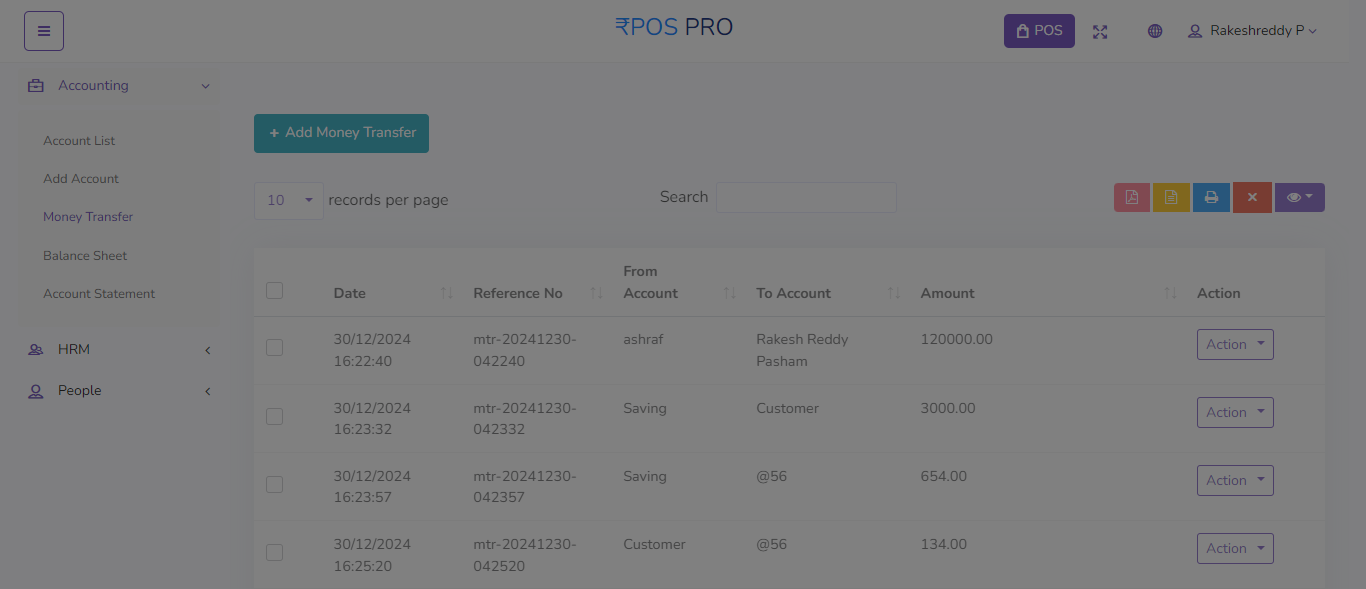 ₹POS PRO
POS
Rakeshreddy P
Accounting
Account List
Add Account
Money Transfer
Balance Sheet
Account Statement
HRM
People
+ Add Money Transfer
10 records per page
Search
Date
Reference No
From
Account
To Account
Amount
Action
30/12/2024
16:22:40
mtr-20241230-
042240
ashraf
Rakesh Reddy
Pasham
120000.00
Action
30/12/2024
16:23:32
mtr-20241230-
042332
Saving
Customer
3000.00
Action
30/12/2024
16:23:57
mtr-20241230-
042357
Saving
@56
654.00
Action
30/12/2024
16:25:20
mtr-20241230-
042520
Customer
@56
134.00
Action